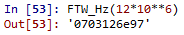 In [53]: FTW_Hz(12*10**6)
Out[53]: '0703126e97'